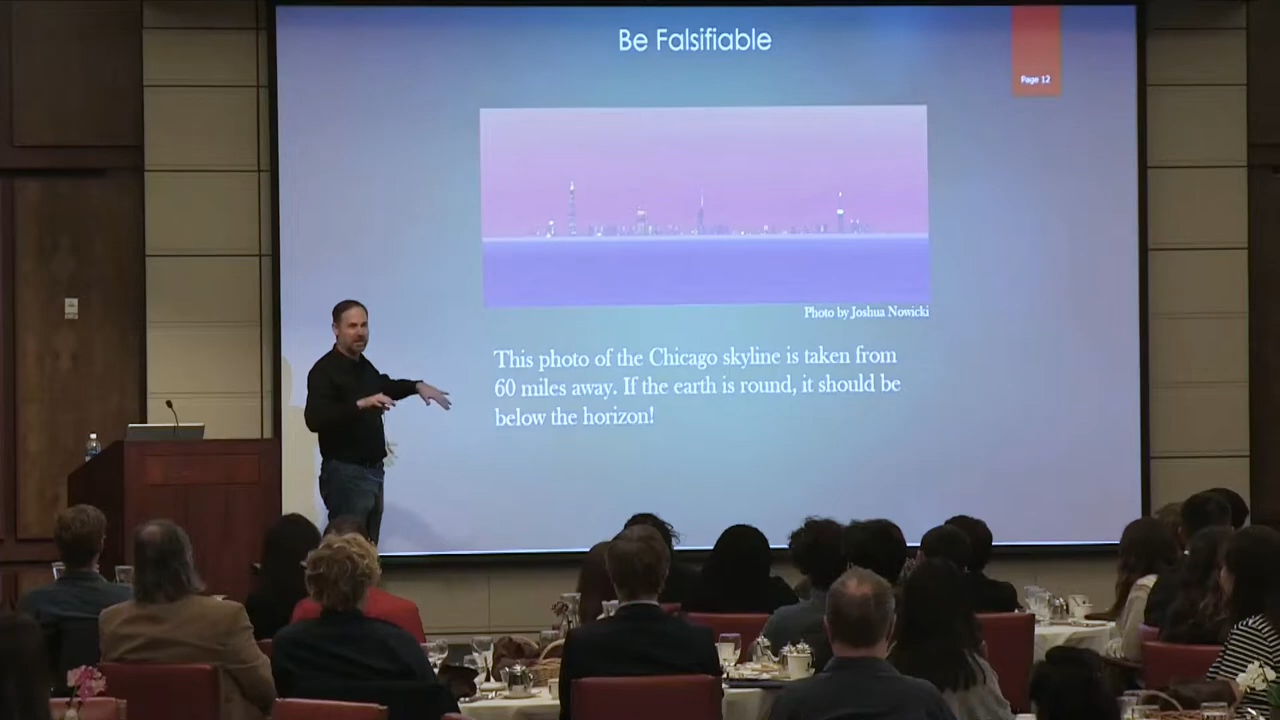 Be Falsifiable
Page 12
Photo by Joshua Nowicki
This photo of the Chicago skyline is taken from
60 miles away. If the earth is round, it should be
below the horizon!